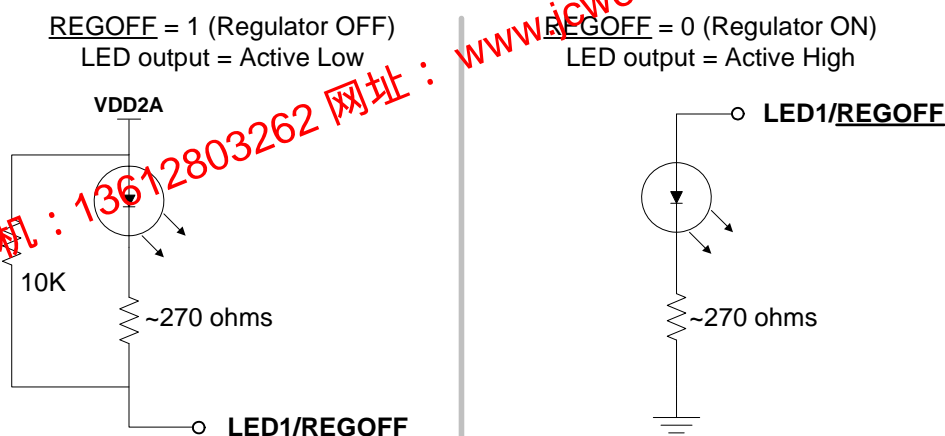 REGOFF = 1 (Regulator OFF)
LED output = Active Low
VDD2A
10K
~270 ohms
LED1/REGOFF
REGOFF = 0 (Regulator ON)
LED output = Active High
LED1/REGOFF
~270 ohms
机：13612803262 网址：www.jcwo